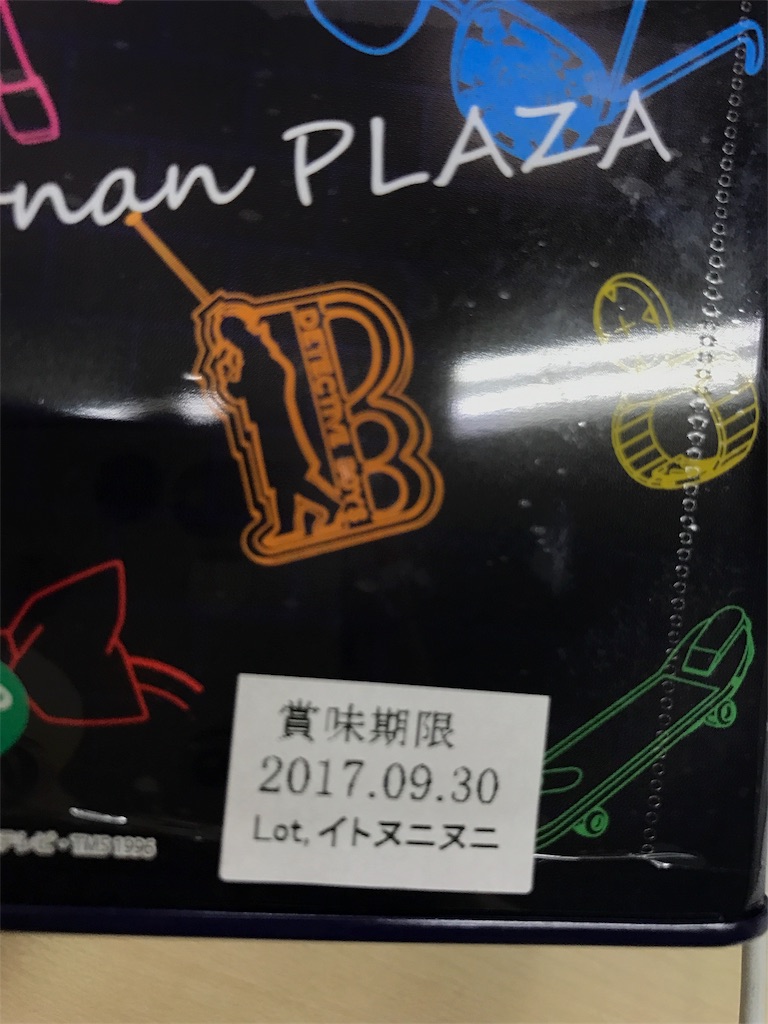 nan PLAZA
DETECTIVE BOYS
賞味期限
2017.09.30
Lot,イトヌニヌニ
テレビ・TMS 1996